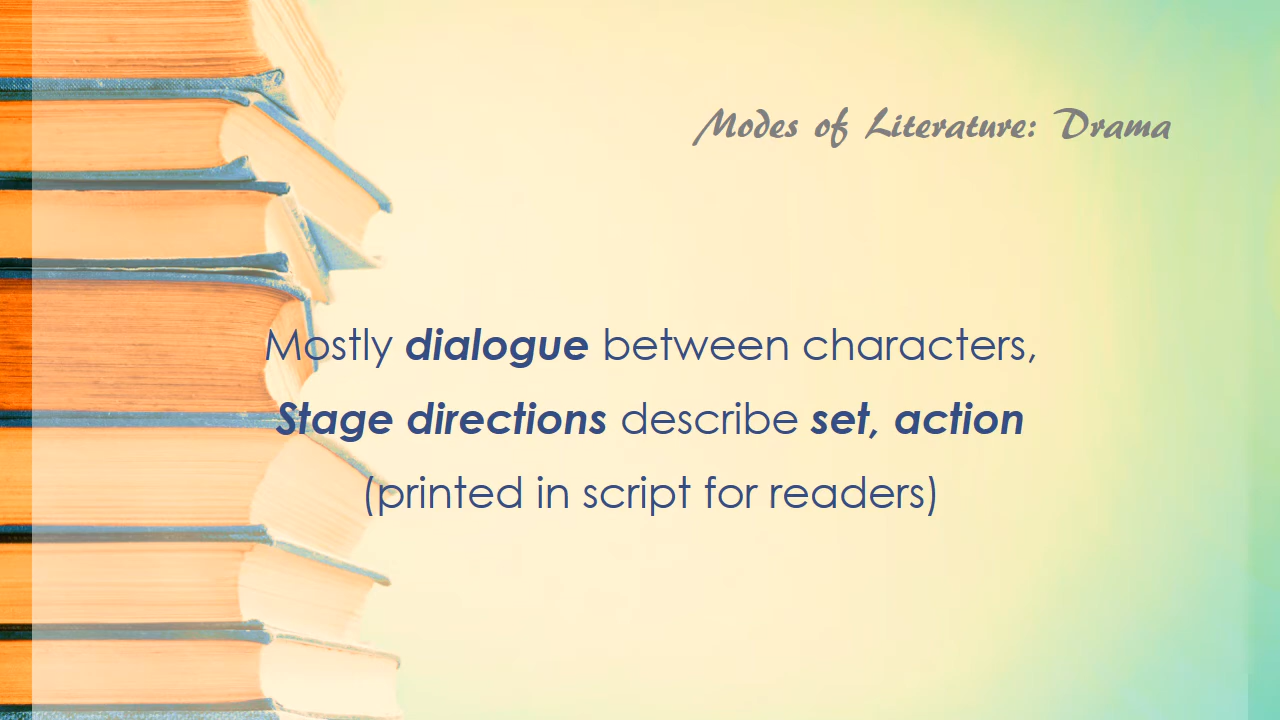 Modes of Literature: Drama
Mostly dialogue between characters,
Stage directions describe set, action
(printed in script for readers)